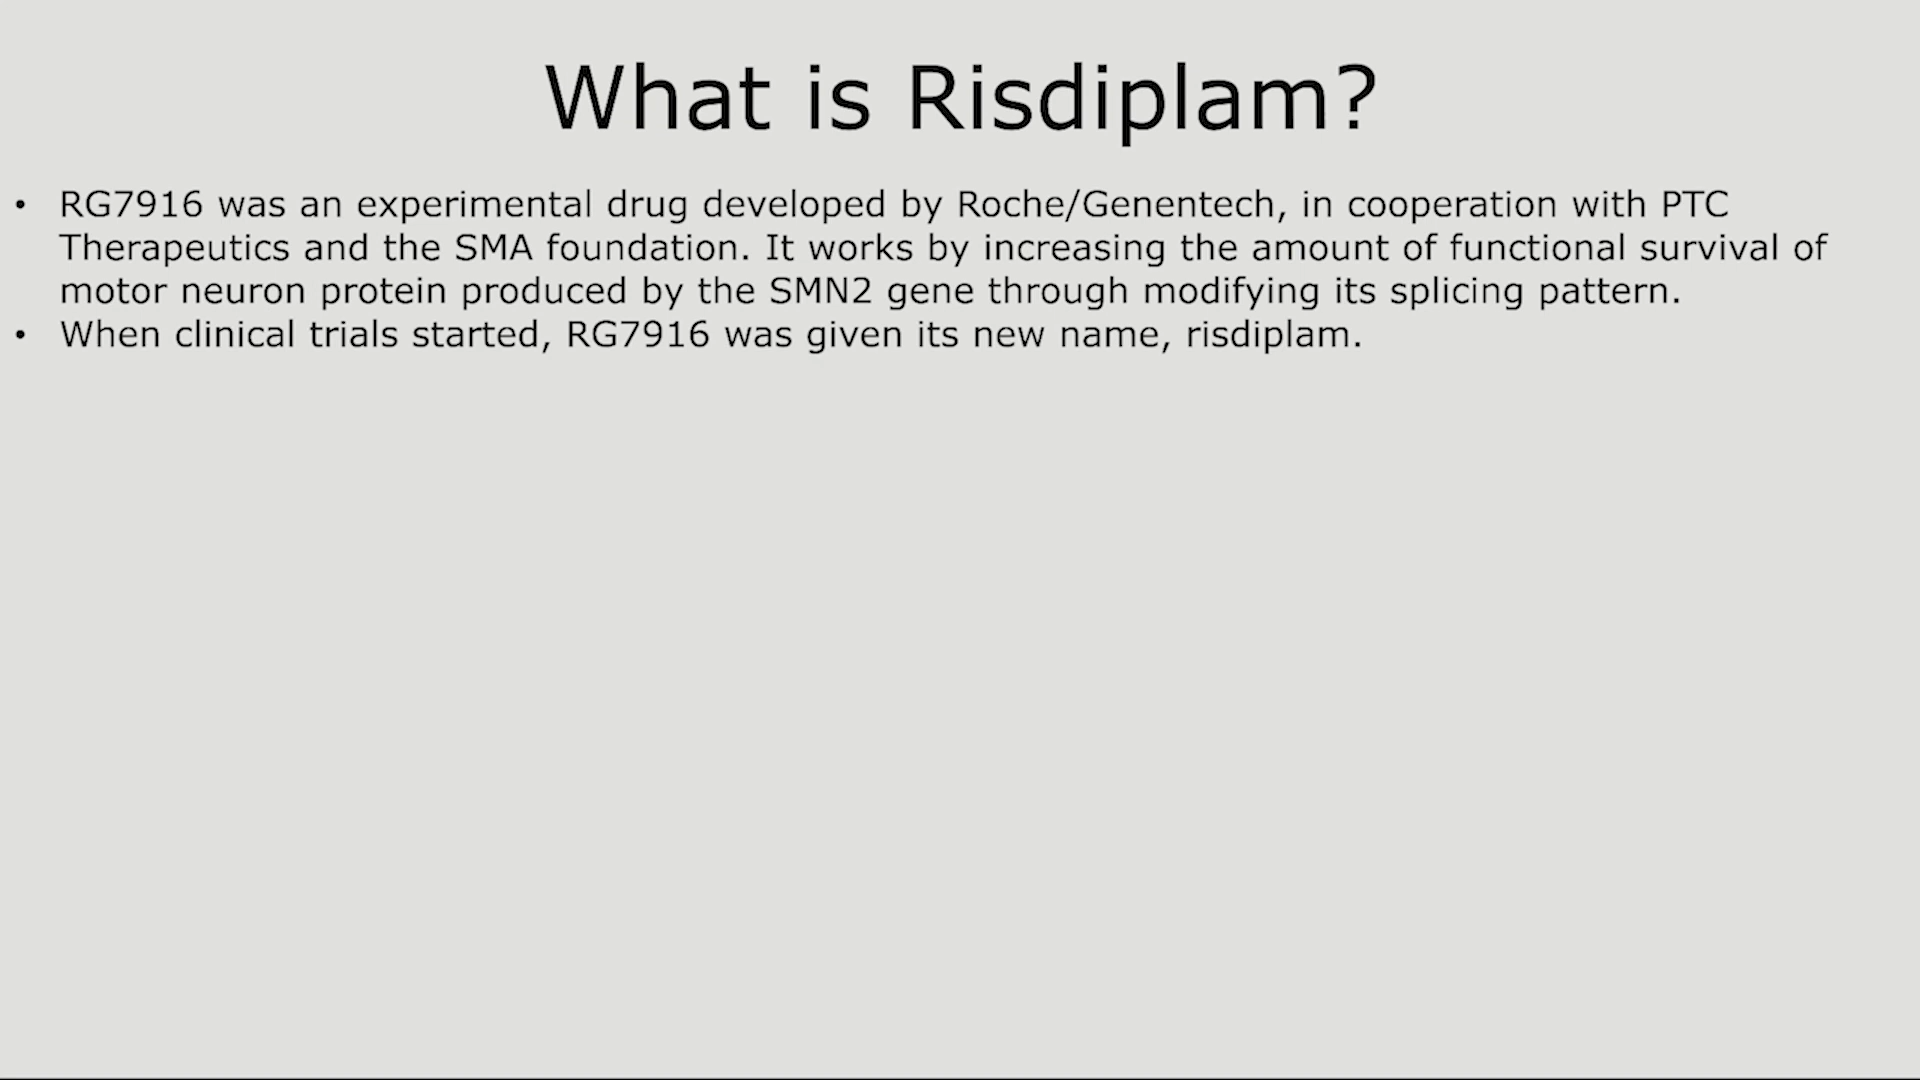 What is Risdiplam?
• RG7916 was an experimental drug developed by Roche/Genentech, in cooperation with PTC
Therapeutics and the SMA foundation. It works by increasing the amount of functional survival of
motor neuron protein produced by the SMN2 gene through modifying its splicing pattern.
• When clinical trials started, RG7916 was given its new name, risdiplam.